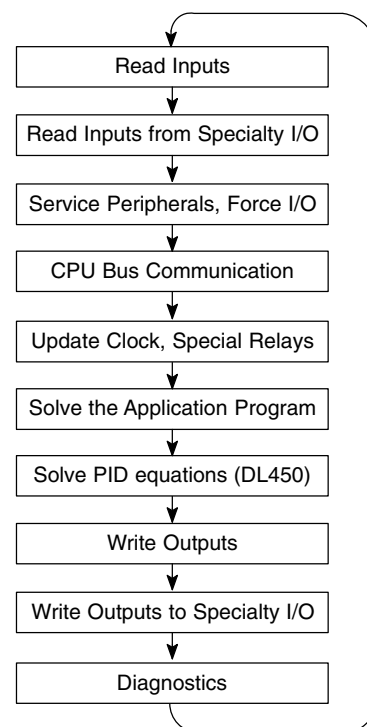 Read Inputs
Read Inputs from Specialty I/O
Service Peripherals, Force I/O
CPU Bus Communication
Update Clock, Special Relays
Solve the Application Program
Solve PID equations (DL450)
Write Outputs
Write Outputs to Specialty I/O
Diagnostics